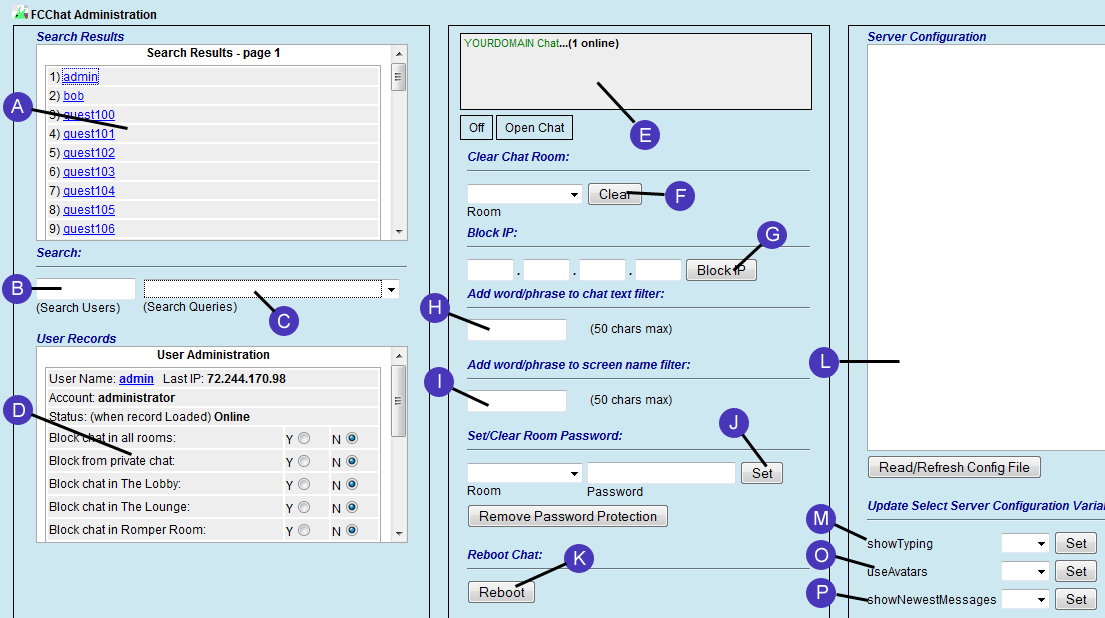 FCChat Administration
Search Results
Search Results - page 1
1) admin
2) bob
3) guest100
4) guest101
5) guest102
6) guest103
7) guest104
8) guest105
9) guest106
A
Search:
B
(Search Users)
(Search Queries)
C
User Records
User Administration
User Name: admin Last IP: 72.244.170.98
Account: administrator
Status: (when record Loaded) Online
D
Block chat in all rooms: Y N
Block from private chat: Y N
Block chat in The Lobby: Y N
Block chat in The Lounge: Y N
Block chat in Romper Room: Y N
YOURDOMAIN Chat...(1 online)
E
Off Open Chat
Clear Chat Room:
Clear
F
Room
Block IP:
G
. . . Block IP
Add word/phrase to chat text filter:
H
(50 chars max)
Add word/phrase to screen name filter:
I
(50 chars max)
Set/Clear Room Password:
J
Set
Room Password
Remove Password Protection
Reboot Chat:
K
Reboot
Server Configuration
L
Read/Refresh Config File
Update Select Server Configuration Varia
M
showTyping Set
O
useAvatars Set
P
showNewestMessages Set